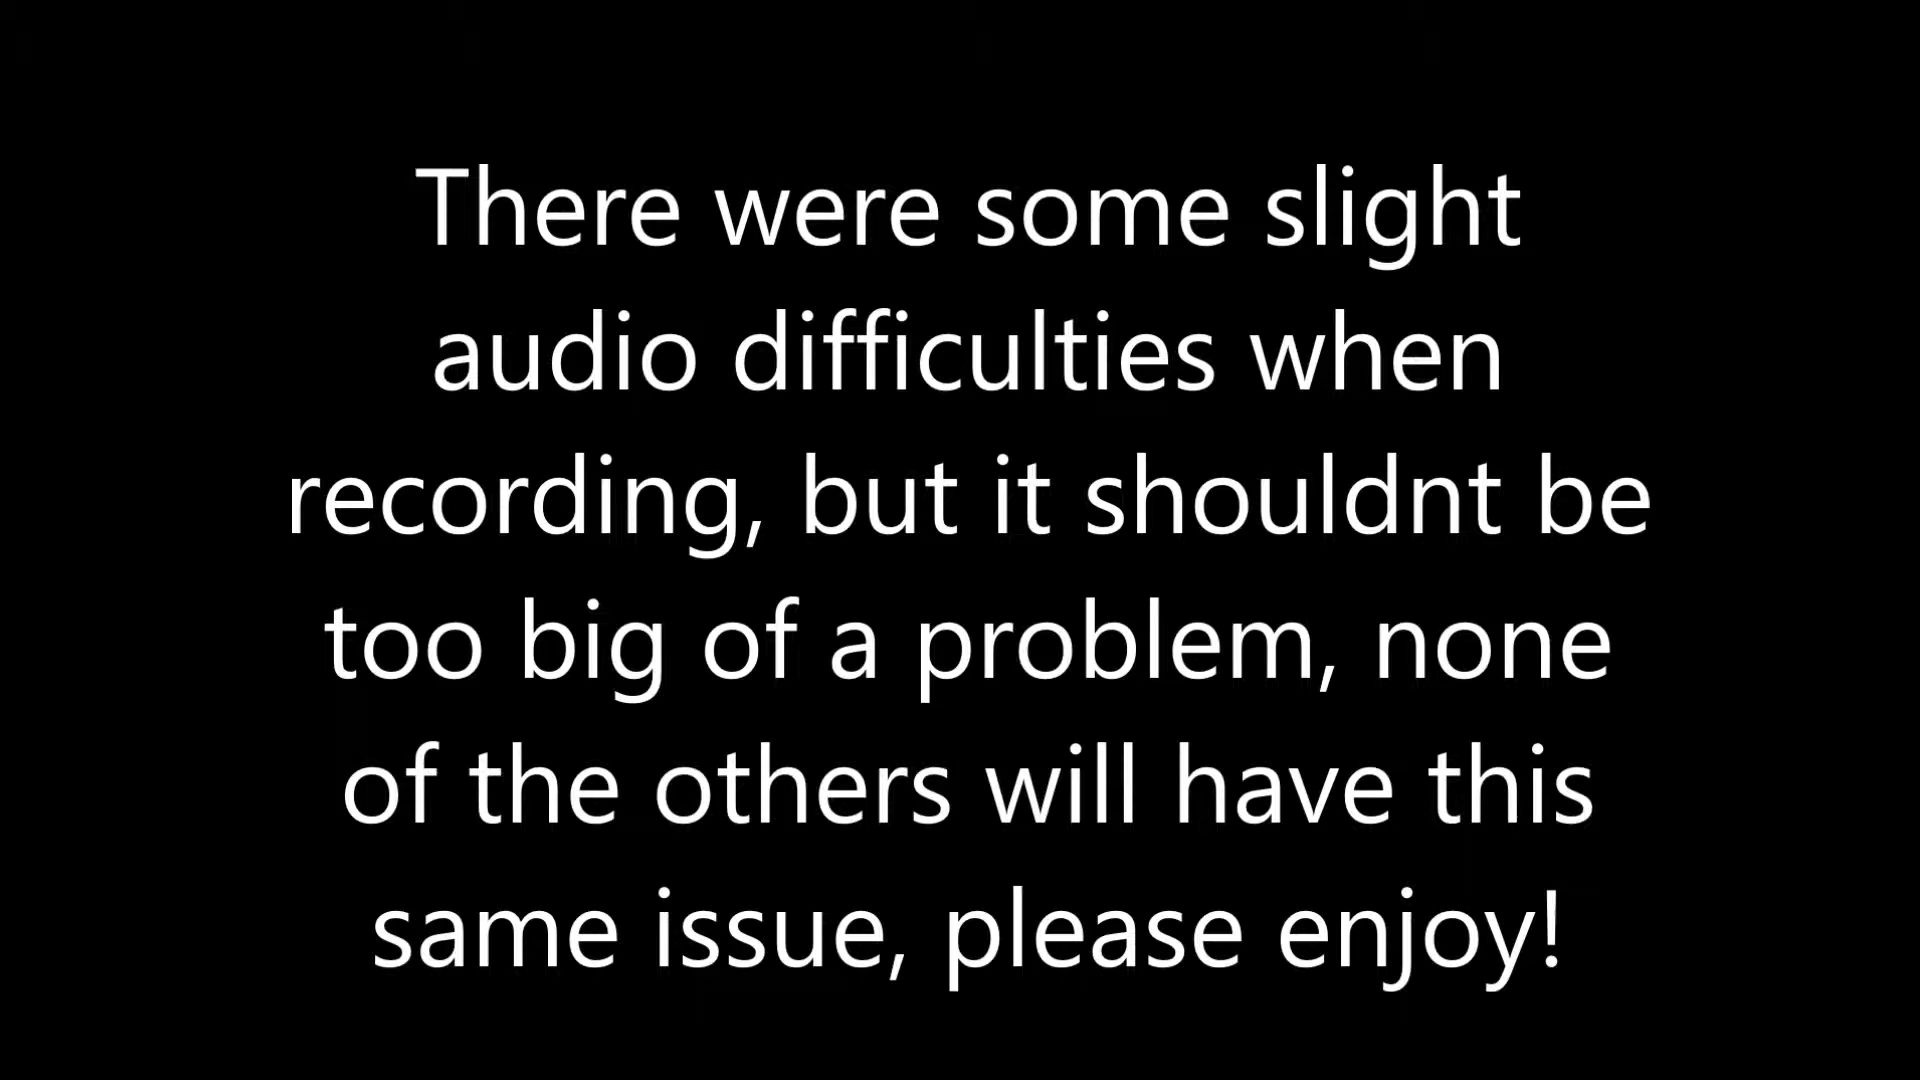 There were some slight
audio difficulties when
recording, but it shouldnt be
too big of a problem, none
of the others will have this
same issue, please enjoy!